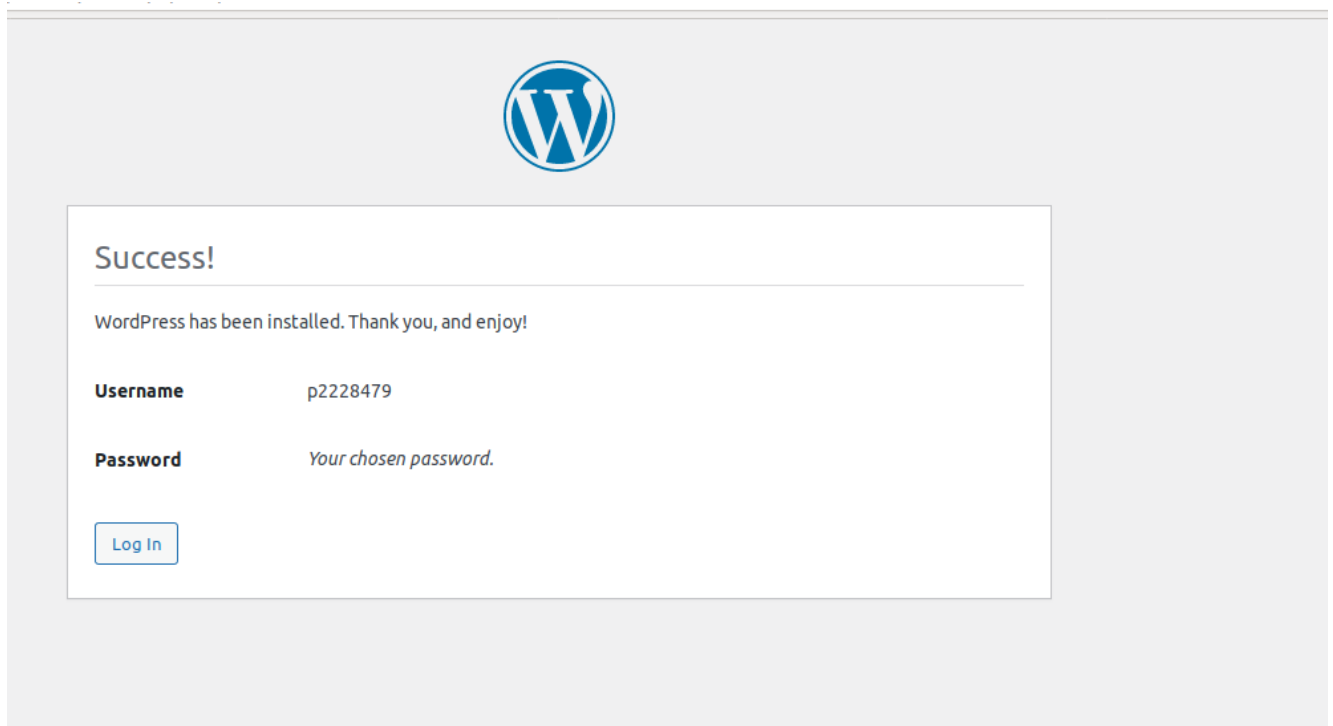 Success!
WordPress has been installed. Thank you, and enjoy!
Username p2228479
Password Your chosen password.
Log In